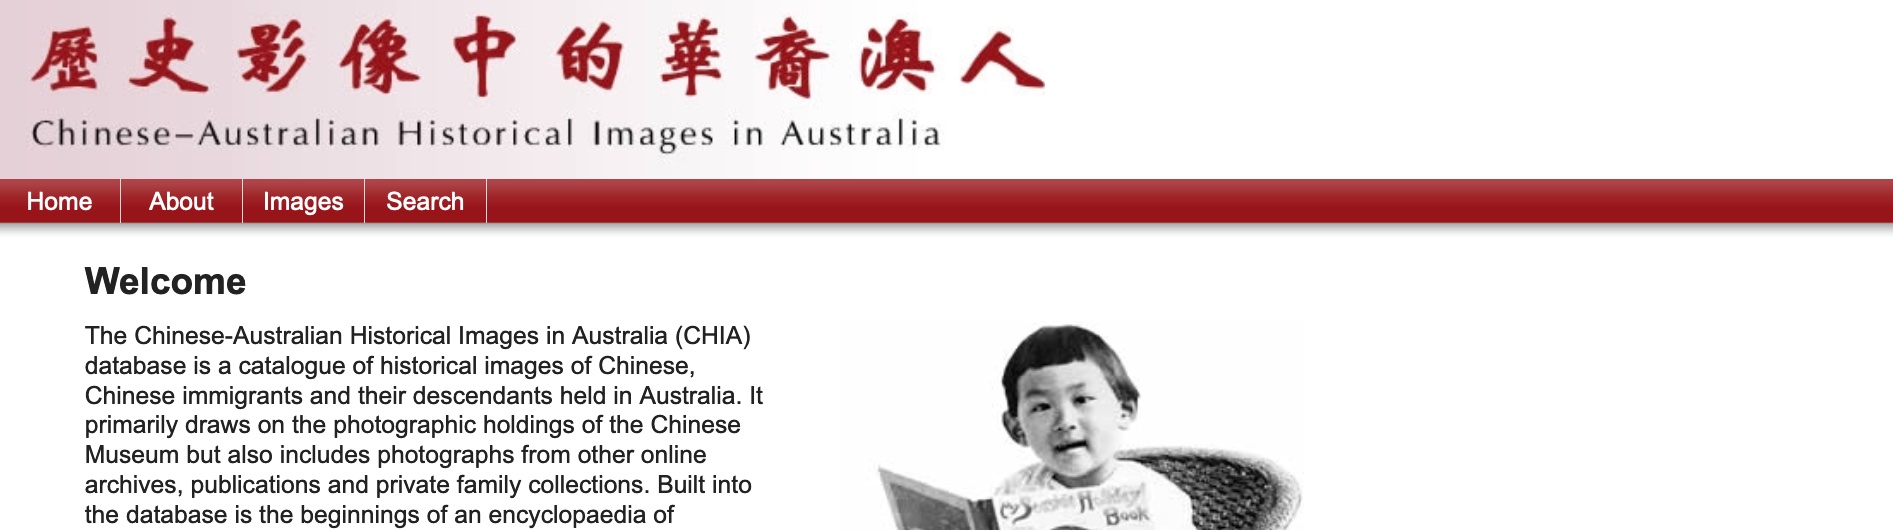 歷史影像中的華裔澳人
Chinese–Australian Historical Images in Australia
Home About Images Search
Welcome
The Chinese-Australian Historical Images in Australia (CHIA)
database is a catalogue of historical images of Chinese,
Chinese immigrants and their descendants held in Australia. It
primarily draws on the photographic holdings of the Chinese
Museum but also includes photographs from other online
archives, publications and private family collections. Built into
the database is the beginnings of an encyclopaedia of
My Holiday
Book